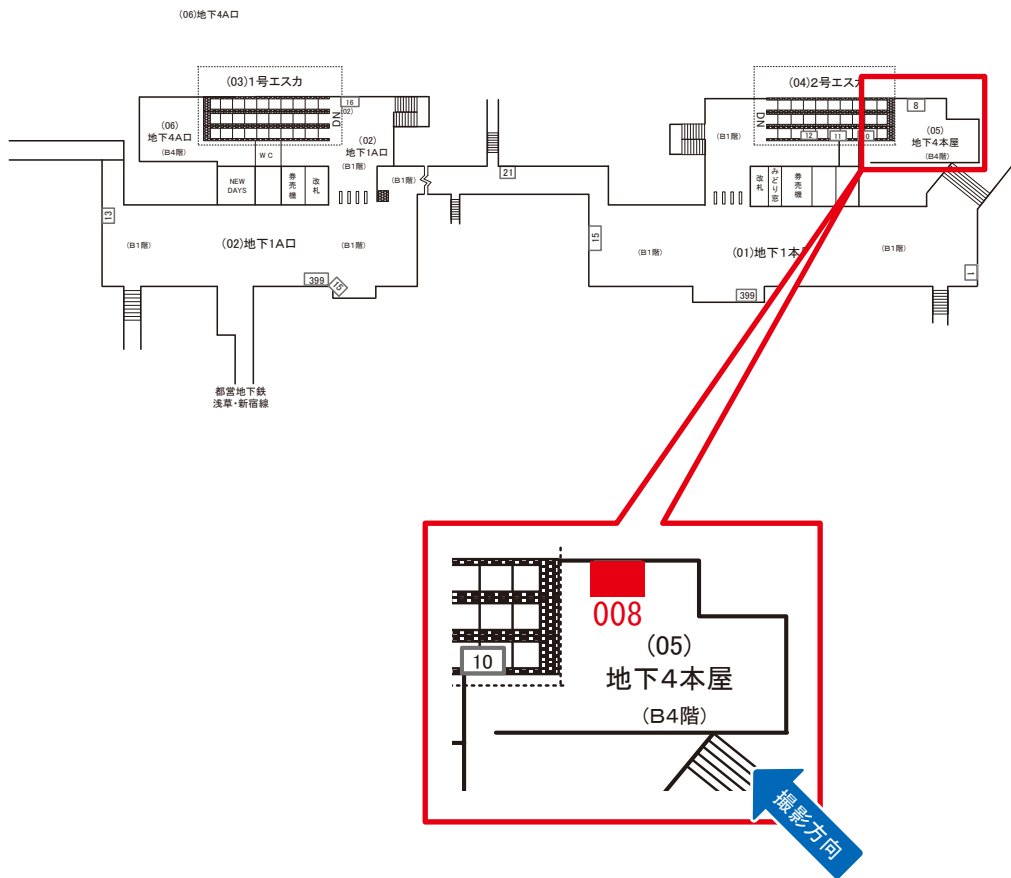 (06)地下4A口
(03)1号エスカ
(04)2号エスカ
16
(02)
DN
(06)
地下4A口
(B4階)
(02)
地下1A口
(B1階)
(B1階)
WC
NEW
DAYS
券売機
改札
13
(B1階)
(02)地下1A口
(B1階)
399
15
都営地下鉄
浅草・新宿線
21
8
DN
(B1階)
12
11
(05)
地下4本屋
(B4階)
改札
みどり窓
券売機
15
(B1階)
(01)地下1本
(B1階)
1
399
008
10
(05)
地下4本屋
(B4階)
撮影方向